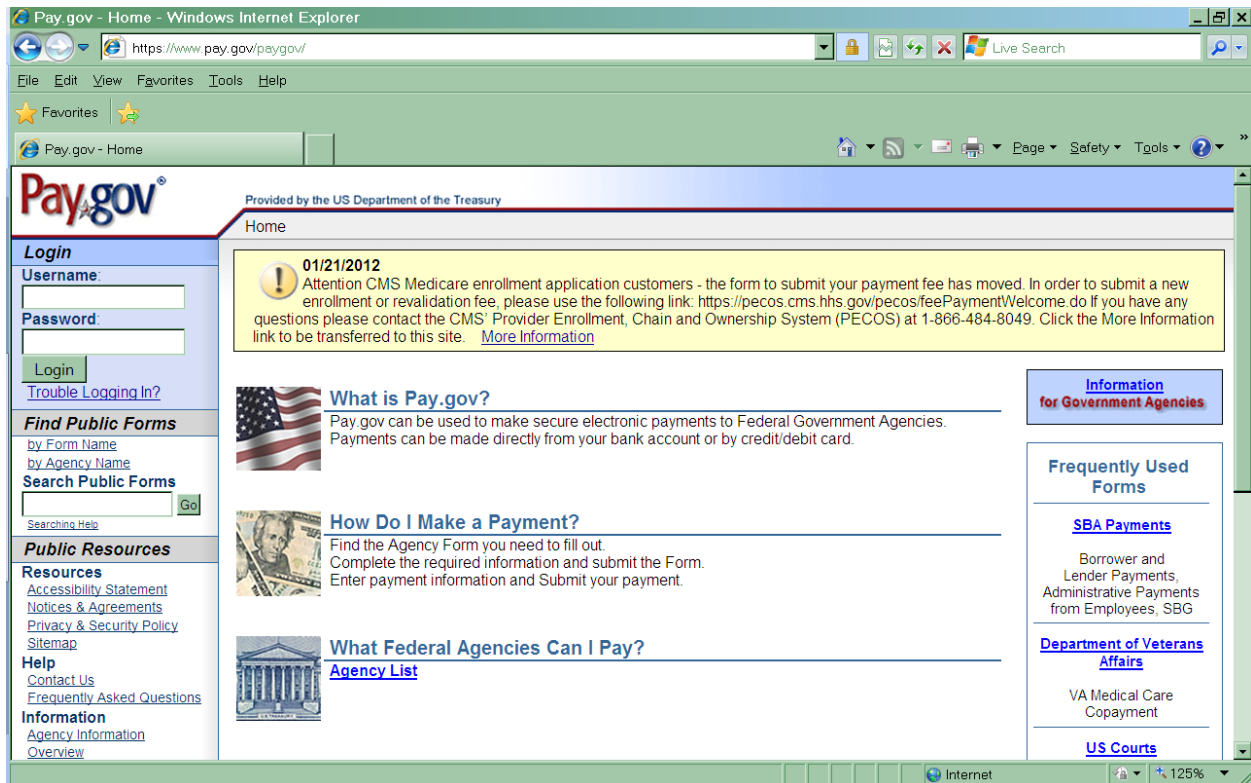 Pay.gov - Home - Windows Internet Explorer
https://www.pay.gov/paygov/
Live Search
File Edit View Favorites Tools Help
Favorites
Pay.gov - Home
Page Safety Tools
Pay.gov®
Provided by the US Department of the Treasury
Home
Login
Username:
Password:
Login
Trouble Logging In?
Find Public Forms
by Form Name
by Agency Name
Search Public Forms
Go
Searching Help
Public Resources
Resources
Accessibility Statement
Notices & Agreements
Privacy & Security Policy
Sitemap
Help
Contact Us
Frequently Asked Questions
Information
Agency Information
Overview
01/21/2012
Attention CMS Medicare enrollment application customers - the form to submit your payment fee has moved. In order to submit a new
enrollment or revalidation fee, please use the following link: https://pecos.cms.hhs.gov/pecos/feePaymentWelcome.do If you have any
questions please contact the CMS' Provider Enrollment, Chain and Ownership System (PECOS) at 1-866-484-8049. Click the More Information
link to be transferred to this site. More Information
What is Pay.gov?
Pay.gov can be used to make secure electronic payments to Federal Government Agencies.
Payments can be made directly from your bank account or by credit/debit card.
How Do I Make a Payment?
Find the Agency Form you need to fill out.
Complete the required information and submit the Form.
Enter payment information and Submit your payment.
What Federal Agencies Can I Pay?
Agency List
Information
for Government Agencies
Frequently Used
Forms
SBA Payments
Borrower and
Lender Payments,
Administrative Payments
from Employees, SBG
Department of Veterans
Affairs
VA Medical Care
Copayment
US Courts
Internet
125%